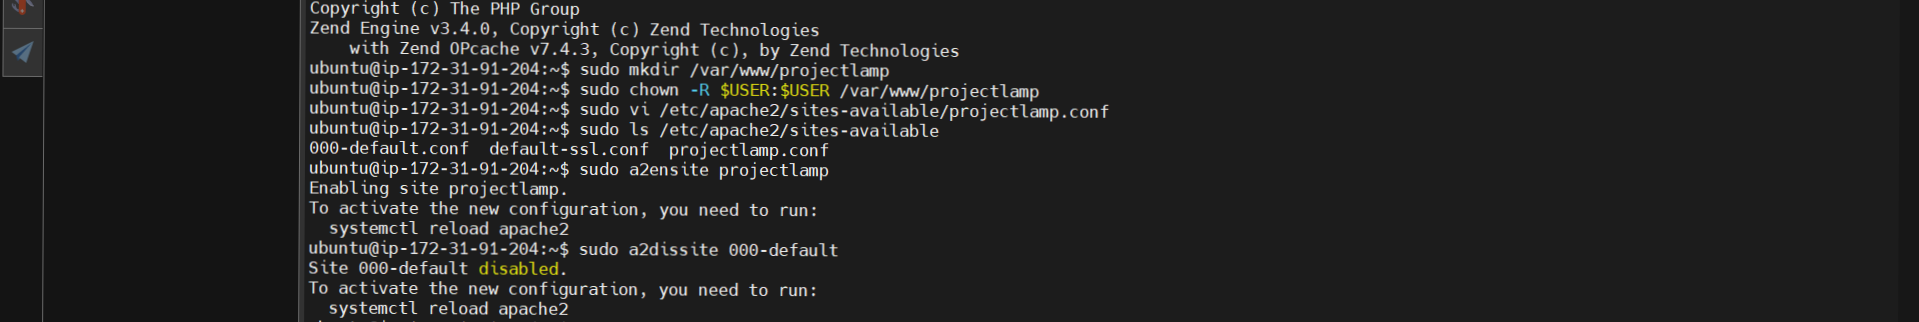 Copyright (c) The PHP Group
Zend Engine v3.4.0, Copyright (c) Zend Technologies
    with Zend OPcache v7.4.3, Copyright (c), by Zend Technologies
ubuntu@ip-172-31-91-204:~$ sudo mkdir /var/www/projectlamp
ubuntu@ip-172-31-91-204:~$ sudo chown -R $USER:$USER /var/www/projectlamp
ubuntu@ip-172-31-91-204:~$ sudo vi /etc/apache2/sites-available/projectlamp.conf
ubuntu@ip-172-31-91-204:~$ sudo ls /etc/apache2/sites-available
000-default.conf  default-ssl.conf  projectlamp.conf
ubuntu@ip-172-31-91-204:~$ sudo a2ensite projectlamp
Enabling site projectlamp.
To activate the new configuration, you need to run:
  systemctl reload apache2
ubuntu@ip-172-31-91-204:~$ sudo a2dissite 000-default
Site 000-default disabled.
To activate the new configuration, you need to run:
  systemctl reload apache2